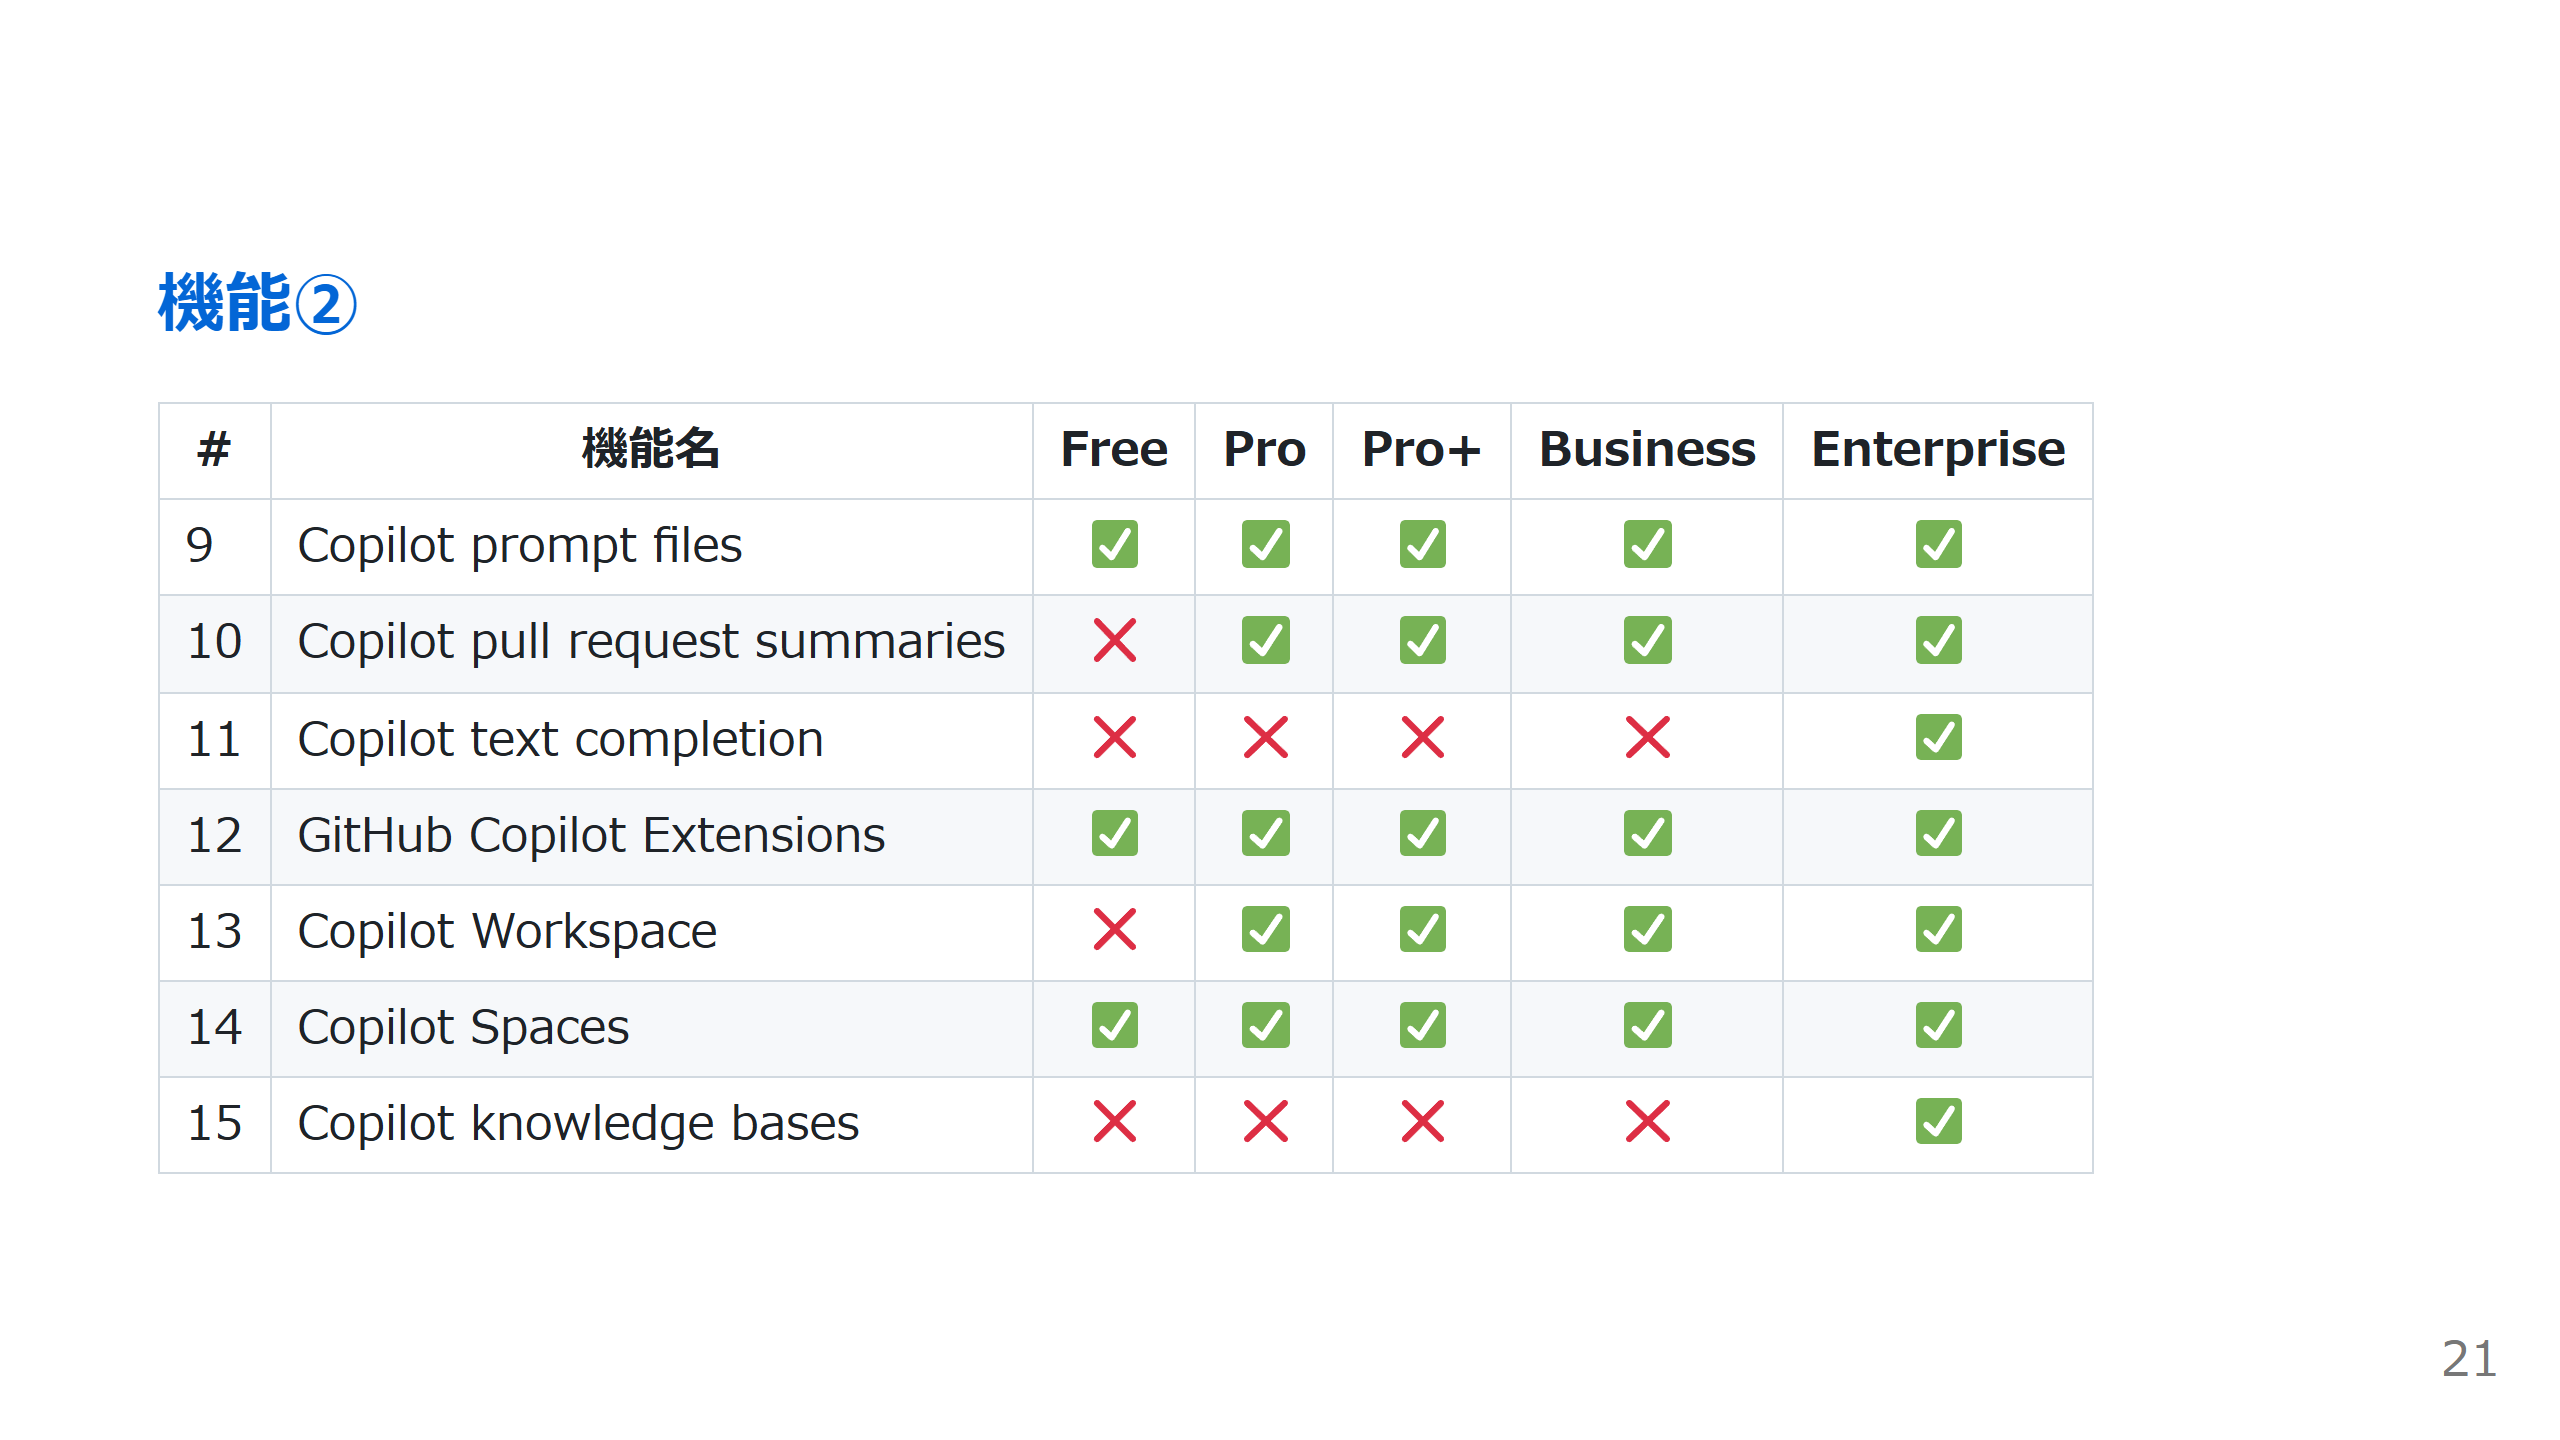 機能②
# 機能名 Free Pro Pro+ Business Enterprise
9 Copilot prompt files ✅ ✅ ✅ ✅ ✅
10 Copilot pull request summaries ❌ ✅ ✅ ✅ ✅
11 Copilot text completion ❌ ❌ ❌ ❌ ✅
12 GitHub Copilot Extensions ✅ ✅ ✅ ✅ ✅
13 Copilot Workspace ❌ ✅ ✅ ✅ ✅
14 Copilot Spaces ✅ ✅ ✅ ✅ ✅
15 Copilot knowledge bases ❌ ❌ ❌ ❌ ✅
21